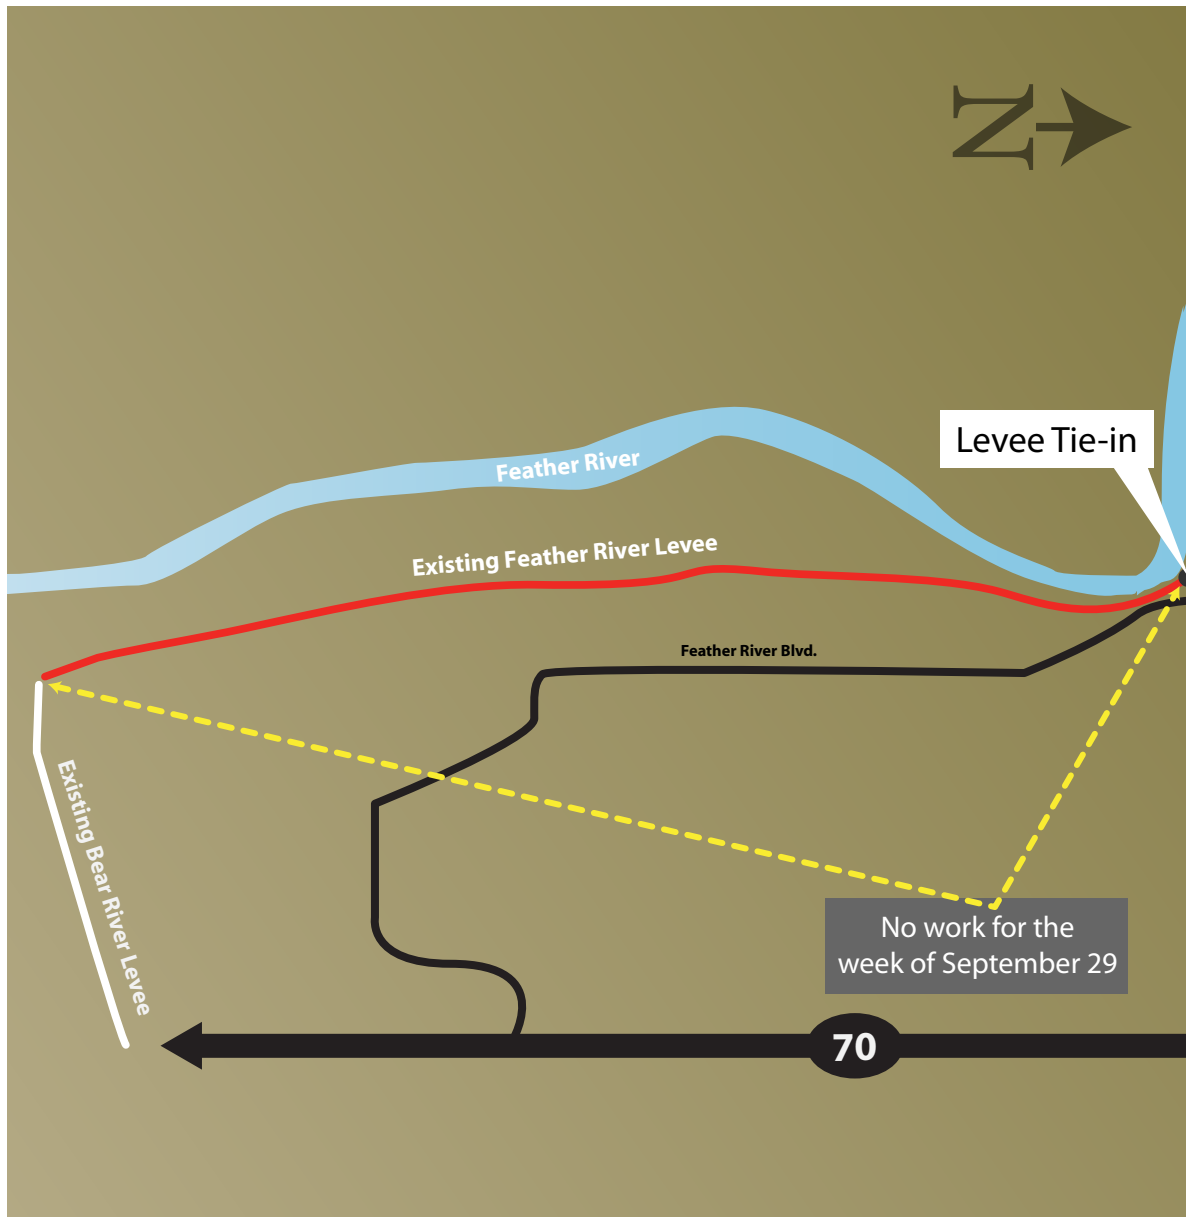 N
Levee Tie-in
Feather River
Existing Feather River Levee
Feather River Blvd.
Existing Bear River Levee
No work for the
week of September 29
70